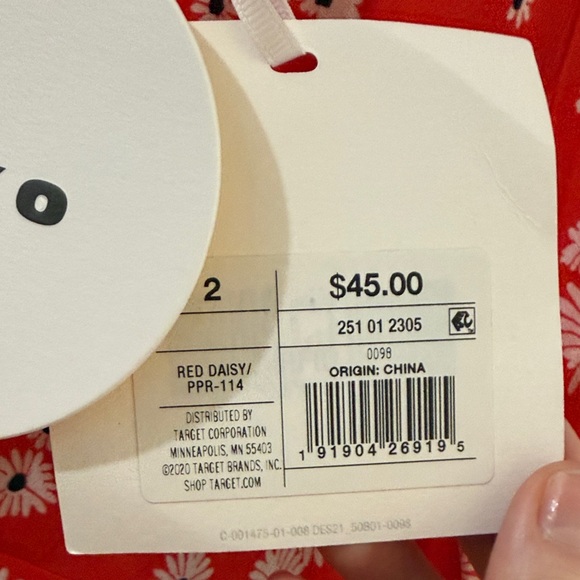 O
2
$45.00
251 01 2305
0098
ORIGIN: CHINA
RED DAISY/
PPR-114
DISTRIBUTED BY
TARGET CORPORATION
MINNEAPOLIS, MN 55403
©2020 TARGET BRANDS, INC.
SHOP TARGET.COM
1 91904 26919 5
C-001475-01-008 DES21_50801-0098